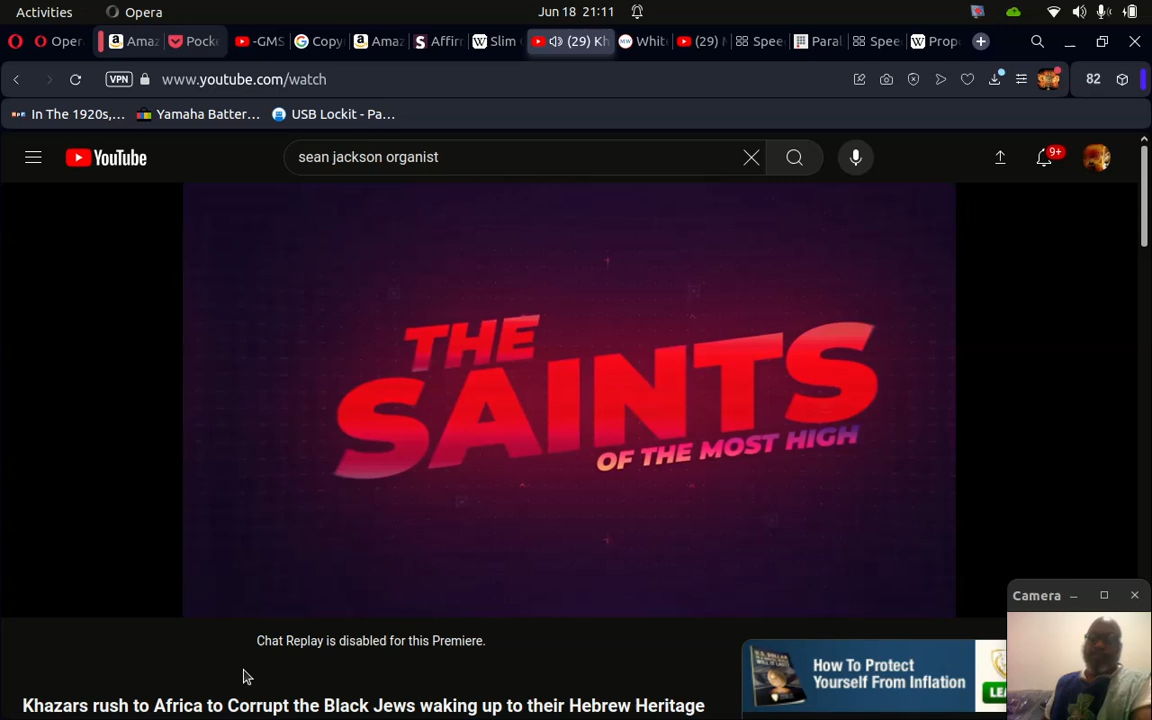 Activities
Opera
Jun 18 21:11
Oper
Amaz
Pocke
-GMS
Copy
Amaz
Affir
Slim
(29) Kh
White
(29)
Spee
Paral
Spee
Prop
VPN
www.youtube.com/watch
82
In The 1920s,...
Yamaha Batter...
USB Lockit - Pa...
YouTube
sean jackson organist
9+
THE
SAINTS
OF THE MOST HIGH
Camera
Chat Replay is disabled for this Premiere.
How To Protect
Yourself From Inflation
Khazars rush to Africa to Corrupt the Black Jews waking up to their Hebrew Heritage